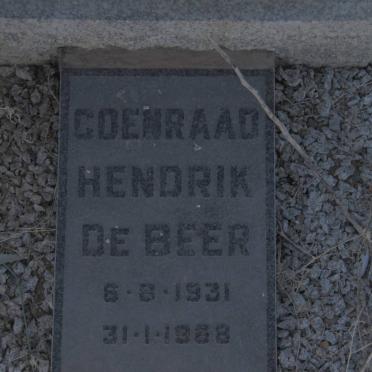 COENRAAD
HENDRIK
DE BEER
6·8·1931
31·1·1988